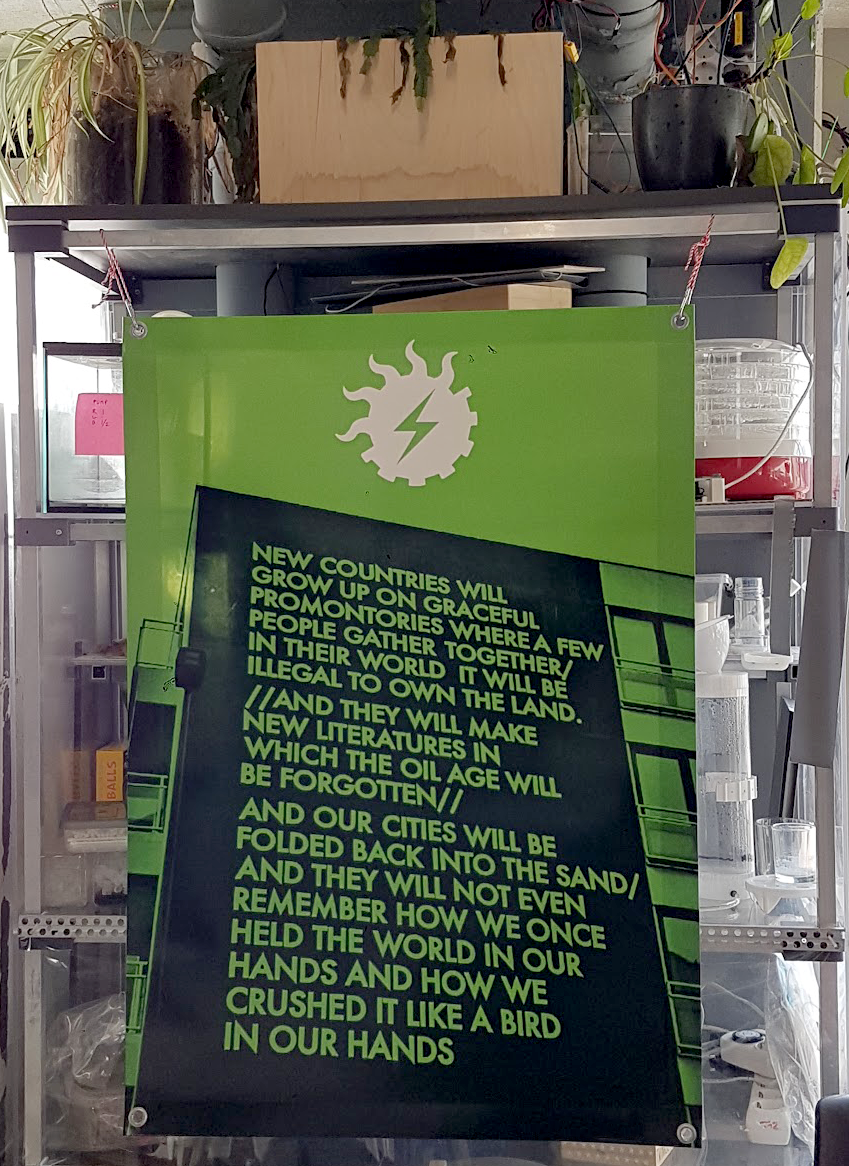 NEW COUNTRIES WILL
GROW UP ON GRACEFUL
PROMONTORIES WHERE A FEW
PEOPLE GATHER TOGETHER/
IN THEIR WORLD IT WILL BE
ILLEGAL TO OWN THE LAND.
//AND THEY WILL MAKE
NEW LITERATURES IN
WHICH THE OIL AGE WILL
BE FORGOTTEN//
AND OUR CITIES WILL BE
FOLDED BACK INTO THE SAND/
AND THEY WILL NOT EVEN
REMEMBER HOW WE ONCE
HELD THE WORLD IN OUR
HANDS AND HOW WE
CRUSHED IT LIKE A BIRD
IN OUR HANDS
BALLS